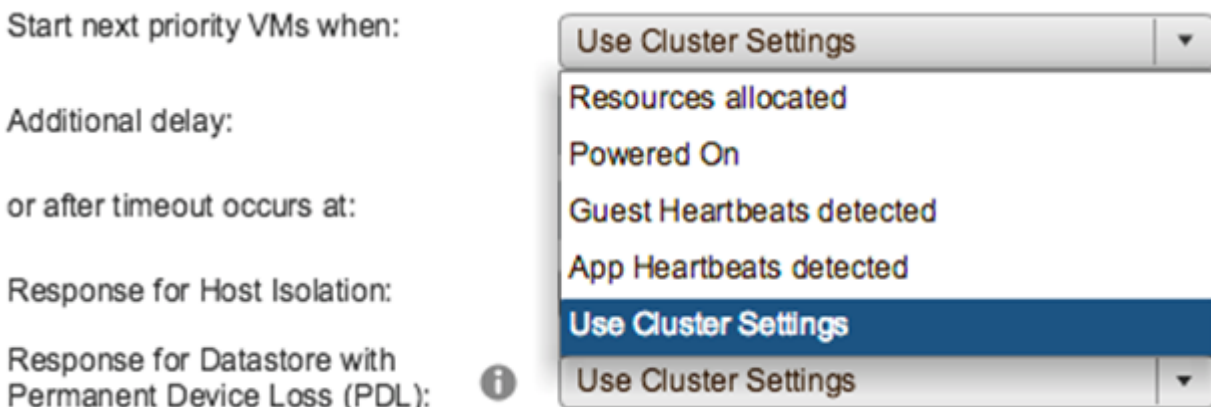 Start next priority VMs when:
Use Cluster Settings
Resources allocated
Additional delay:
Powered On
or after timeout occurs at:
Guest Heartbeats detected
App Heartbeats detected
Response for Host Isolation:
Use Cluster Settings
Response for Datastore with
Permanent Device Loss (PDL):
Use Cluster Settings